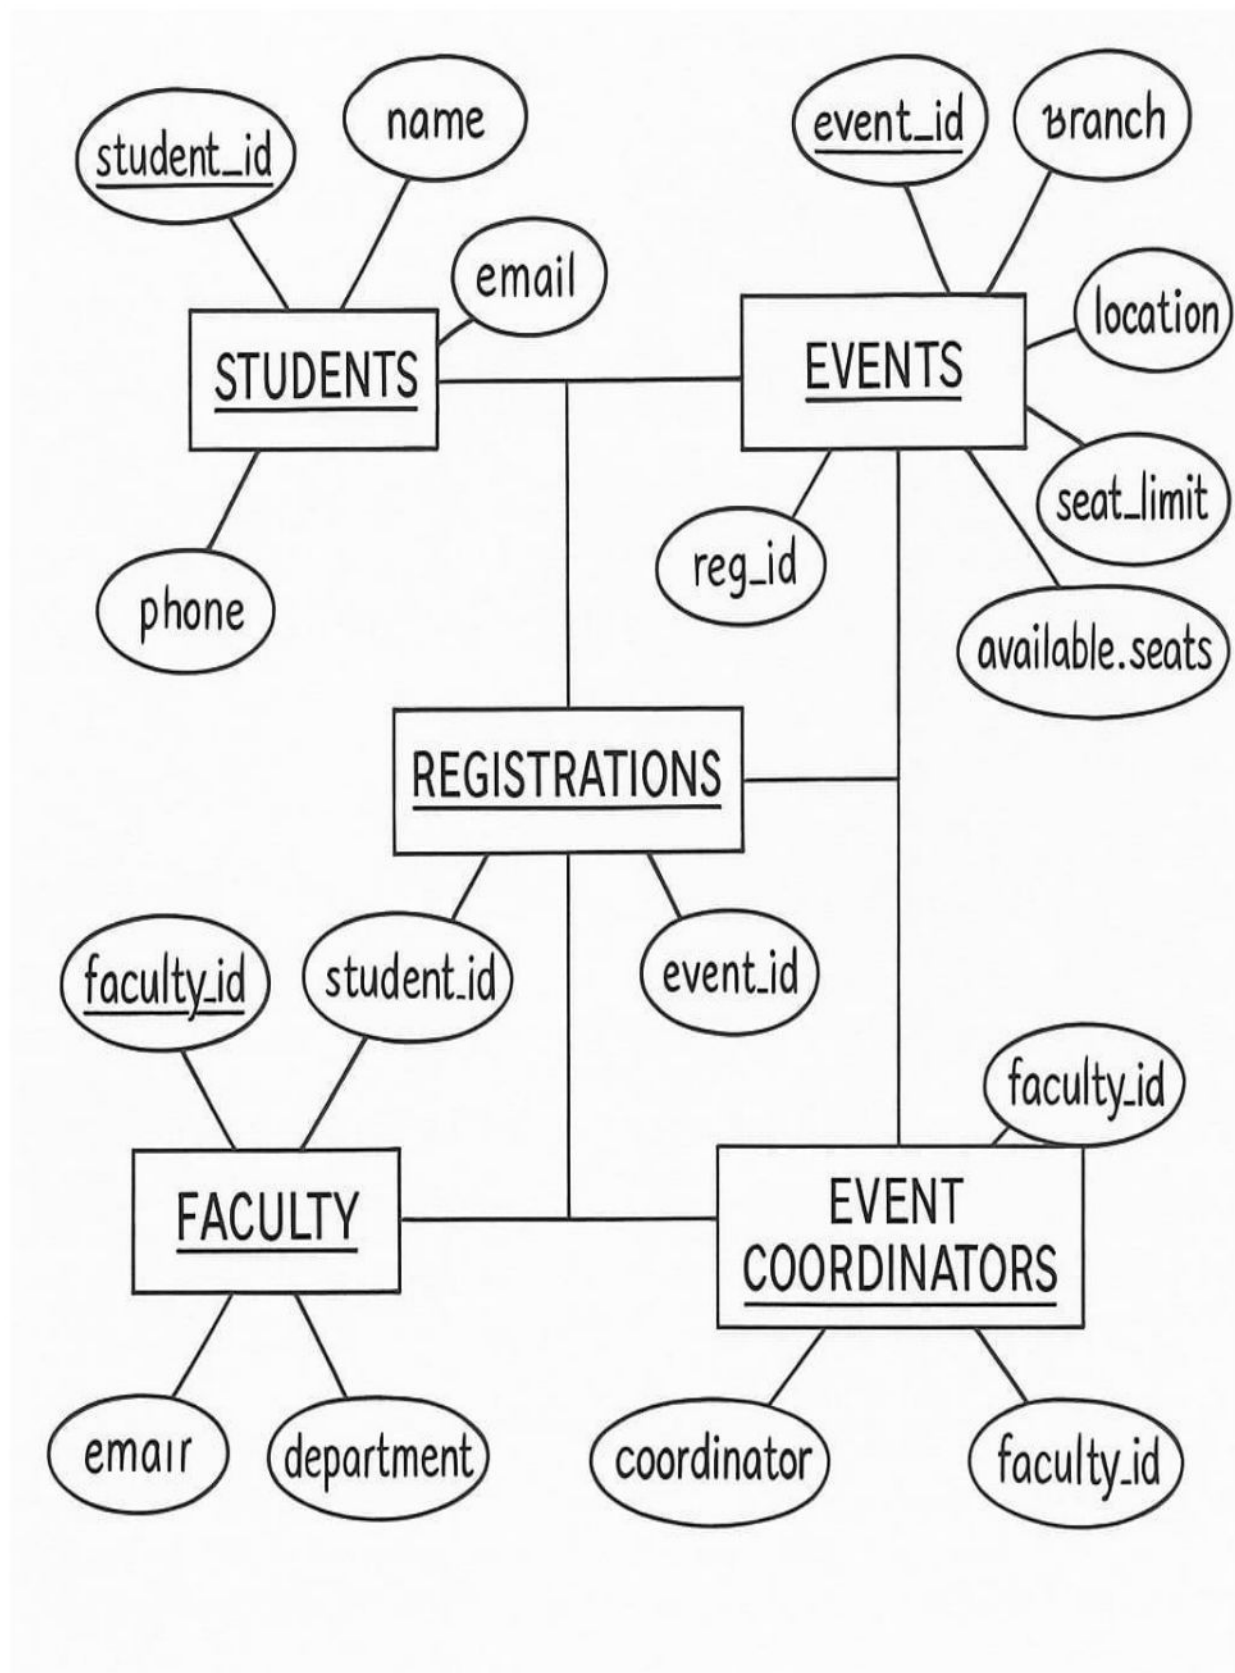 student_id
name
event_id
branch
email
location
STUDENTS
EVENTS
seat_limit
reg_id
phone
available.seats
REGISTRATIONS
faculty_id
student_id
event_id
faculty_id
FACULTY
EVENT
COORDINATORS
emaır
department
coordinator
faculty_id